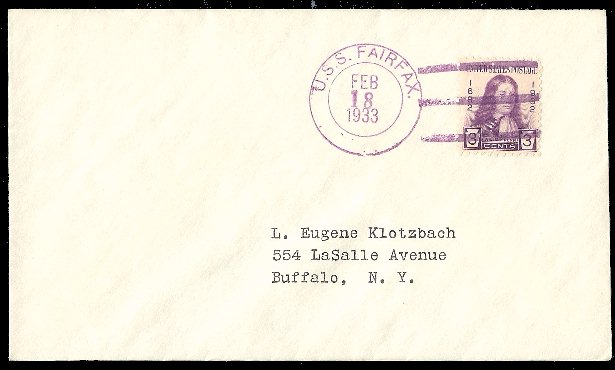 U.S.S. FAIRFAX.
FEB
18
1933
UNITED STATES POSTAGE
1682 1932
3 CENTS 3
L. Eugene Klotzbach
554 LaSalle Avenue
Buffalo, N. Y.